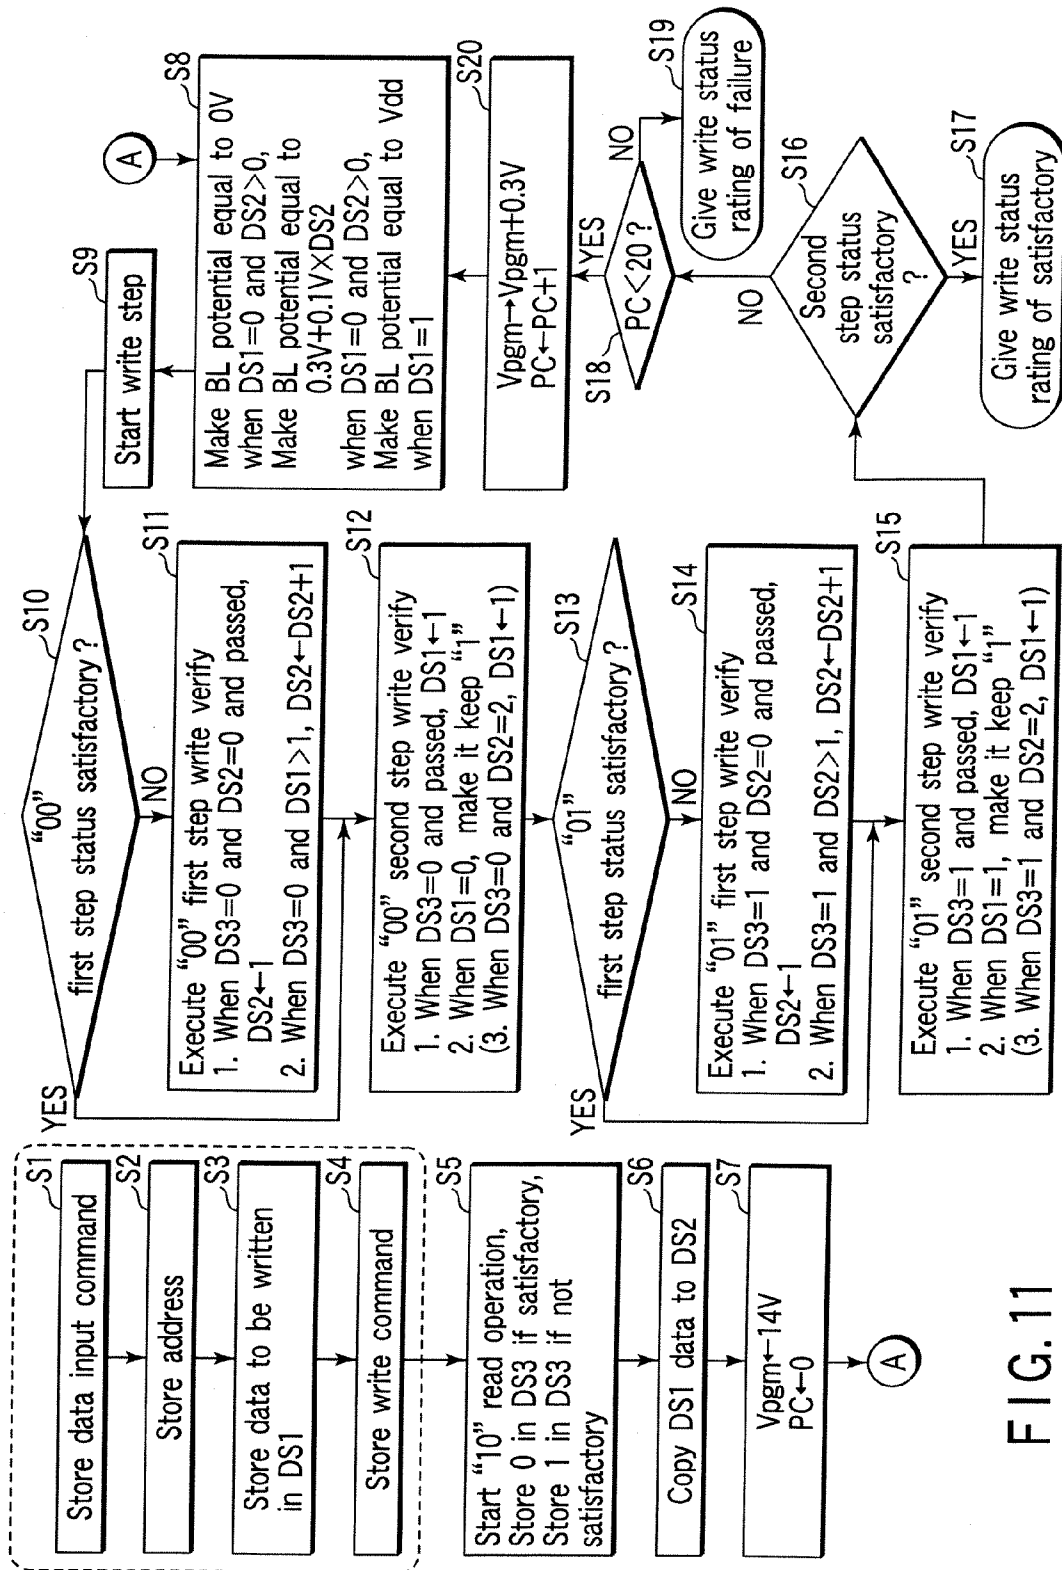 S1
Store data input command
S2
Store address
S3
Store data to be written
in DS1
S4
Store write command
S5
Start “10” read operation,
Store 0 in DS3 if satisfactory,
Store 1 in DS3 if not
satisfactory
S6
Copy DS1 data to DS2
S7
Vpgm←14V
PC←0
A
S10
“00”
first step status satisfactory?
YES
NO
S11
Execute “00” first step write verify
1. When DS3=0 and DS2=0 and passed,
DS2←1
2. When DS3=0 and DS1>1, DS2←DS2+1
S12
Execute “00” second step write verify
1. When DS3=0 and passed, DS1←1
2. When DS1=0, make it keep “1”
(3. When DS3=0 and DS2=2, DS1←1)
S13
“01”
first step status satisfactory?
YES
NO
S14
Execute “01” first step write verify
1. When DS3=1 and DS2=0 and passed,
DS2←1
2. When DS3=1 and DS2>1, DS2←DS2+1
S15
Execute “01” second step write verify
1. When DS3=1 and passed, DS1←1
2. When DS1=1, make it keep “1”
(3. When DS3=1 and DS2=2, DS1←1)
A
S9
Start write step
S8
Make BL potential equal to 0V
when DS1=0 and DS2>0,
Make BL potential equal to
0.3V+0.1V×DS2
when DS1=0 and DS2>0,
Make BL potential equal to Vdd
when DS1=1
S20
Vpgm→Vpgm+0.3V
PC←PC+1
S18
YES
PC<20 ?
NO
S19
Give write status
rating of failure
S16
NO
Second
step status
satisfactory
?
YES
S17
Give write status
rating of satisfactory
FIG.11